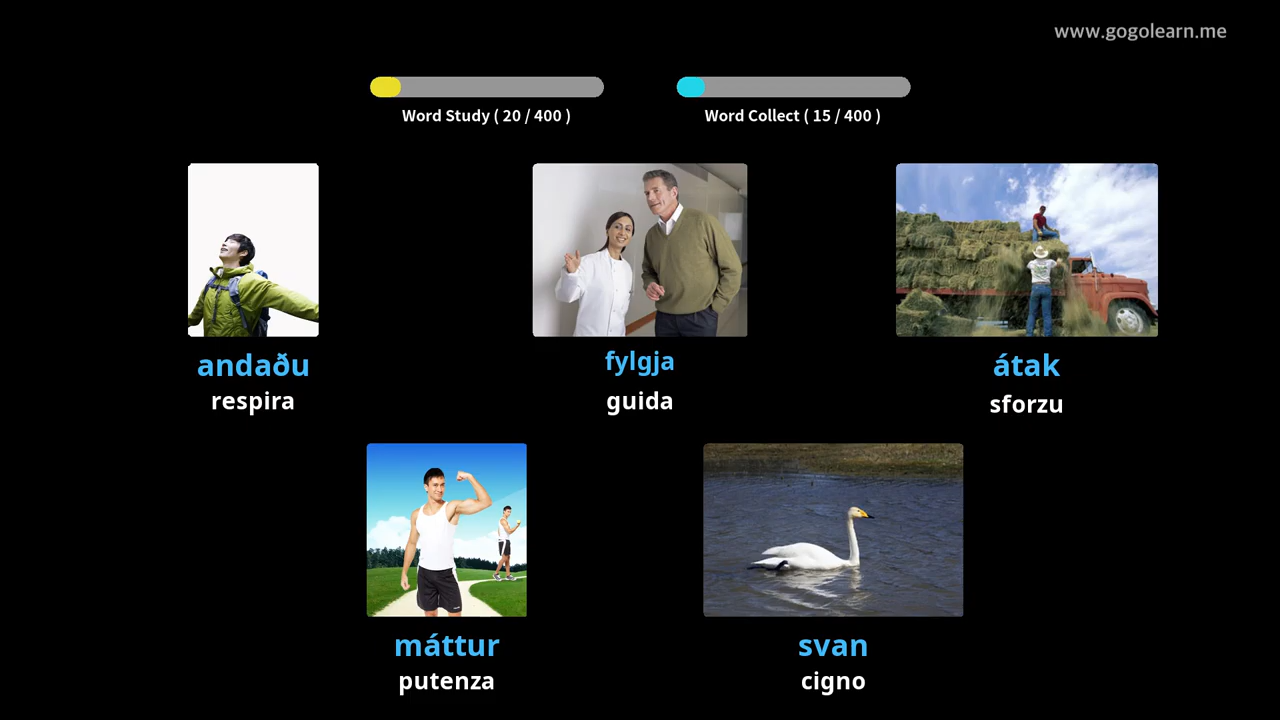 www.gogolearn.me
Word Study ( 20 / 400 )
Word Collect ( 15 / 400 )
andaðu
respira
fylgja
guida
átak
sforzu
máttur
putenza
svan
cigno